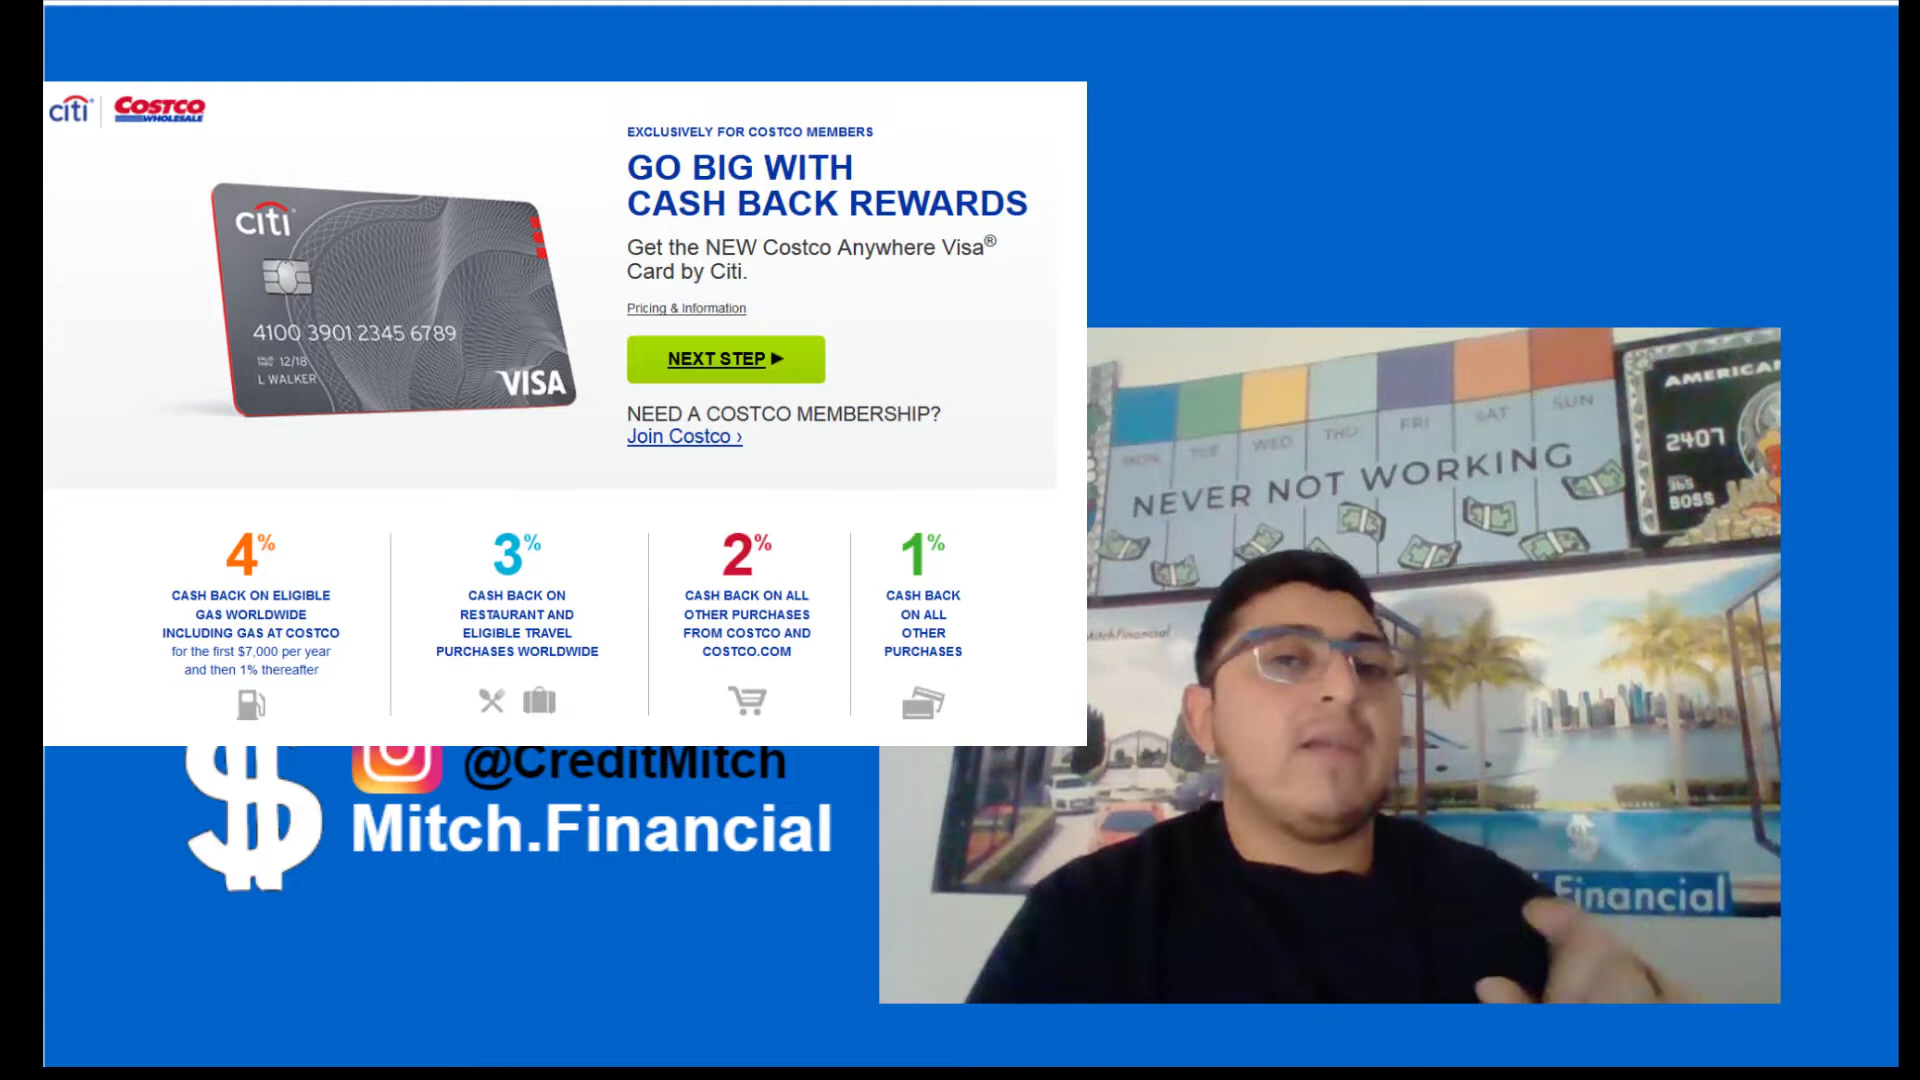 citi
COSTCO
WHOLESALE
EXCLUSIVELY FOR COSTCO MEMBERS
GO BIG WITH
CASH BACK REWARDS
Get the NEW Costco Anywhere Visa®
Card by Citi.
Pricing & Information
NEXT STEP
NEED A COSTCO MEMBERSHIP?
Join Costco ›
citi
4100 3901 2345 6789
VALID
THRU 12/18
L WALKER
VISA
4%
CASH BACK ON ELIGIBLE
GAS WORLDWIDE
INCLUDING GAS AT COSTCO
for the first $7,000 per year
and then 1% thereafter
3%
CASH BACK ON
RESTAURANT AND
ELIGIBLE TRAVEL
PURCHASES WORLDWIDE
2%
CASH BACK ON ALL
OTHER PURCHASES
FROM COSTCO AND
COSTCO.COM
1%
CASH BACK
ON ALL
OTHER
PURCHASES
$
@CreditMitch
Mitch.Financial
MON TUE WED THU FRI SAT SUN
NEVER NOT WORKING
AMERICAN
2407
365
BOSS
MitchFinancial
Financial